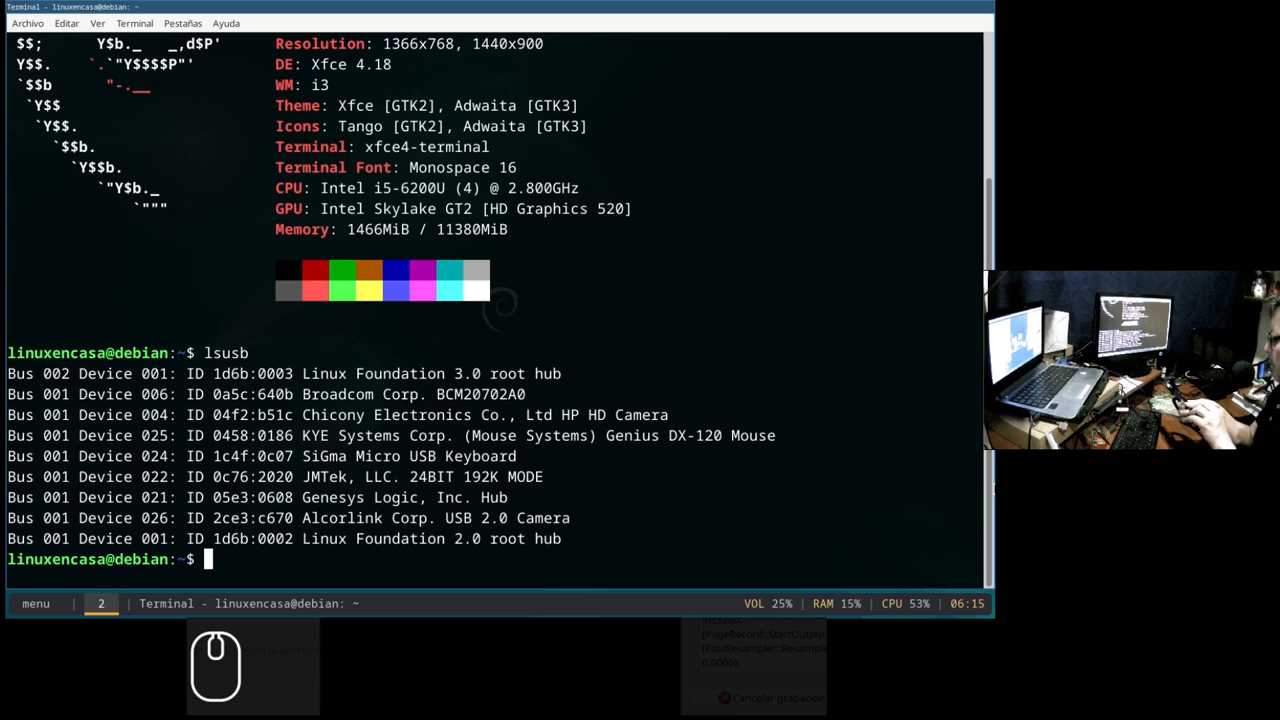 Terminal - linuxencasa@debian: ~
Archivo Editar Ver Terminal Pestañas Ayuda
$$; Y$b._ _,d$P' Resolution: 1366x768, 1440x900
Y$$. `.`"Y$$$$P"' DE: Xfce 4.18
`$$b "-.__ WM: i3
`Y$$ Theme: Xfce [GTK2], Adwaita [GTK3]
`Y$$. Icons: Tango [GTK2], Adwaita [GTK3]
`$$b. Terminal: xfce4-terminal
`Y$$b. Terminal Font: Monospace 16
`"Y$b._ CPU: Intel i5-6200U (4) @ 2.800GHz
`""" GPU: Intel Skylake GT2 [HD Graphics 520]
Memory: 1466MiB / 11380MiB
linuxencasa@debian:~$ lsusb
Bus 002 Device 001: ID 1d6b:0003 Linux Foundation 3.0 root hub
Bus 001 Device 006: ID 0a5c:640b Broadcom Corp. BCM20702A0
Bus 001 Device 004: ID 04f2:b51c Chicony Electronics Co., Ltd HP HD Camera
Bus 001 Device 025: ID 0458:0186 KYE Systems Corp. (Mouse Systems) Genius DX-120 Mouse
Bus 001 Device 024: ID 1c4f:0c07 SiGma Micro USB Keyboard
Bus 001 Device 022: ID 0c76:2020 JMTek, LLC. 24BIT 192K MODE
Bus 001 Device 021: ID 05e3:0608 Genesys Logic, Inc. Hub
Bus 001 Device 026: ID 2ce3:c670 Alcorlink Corp. USB 2.0 Camera
Bus 001 Device 001: ID 1d6b:0002 Linux Foundation 2.0 root hub
linuxencasa@debian:~$
menu | 2 | Terminal - linuxencasa@debian: ~ VOL 25% | RAM 15% | CPU 53% | 06:15
iniciado.
[PageRecord::StartOutput
[FastResampler::Resample
0.0000).
Cancelar grabación